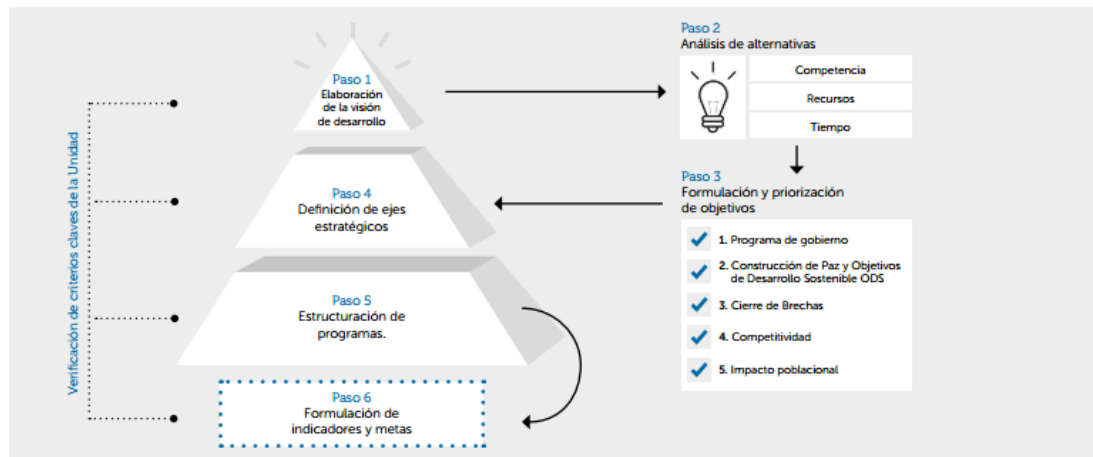 Verificación de criterios claves de la Unidad
Paso 1
Elaboración
de la visión
de desarrollo
Paso 2
Análisis de alternativas
Competencia
Recursos
Tiempo
Paso 3
Formulación y priorización
de objetivos
1. Programa de gobierno
2. Construcción de Paz y Objetivos
de Desarrollo Sostenible ODS
3. Cierre de Brechas
4. Competitividad
5. Impacto poblacional
Paso 4
Definición de ejes
estratégicos
Paso 5
Estructuración de
programas.
Paso 6
Formulación de
indicadores y metas